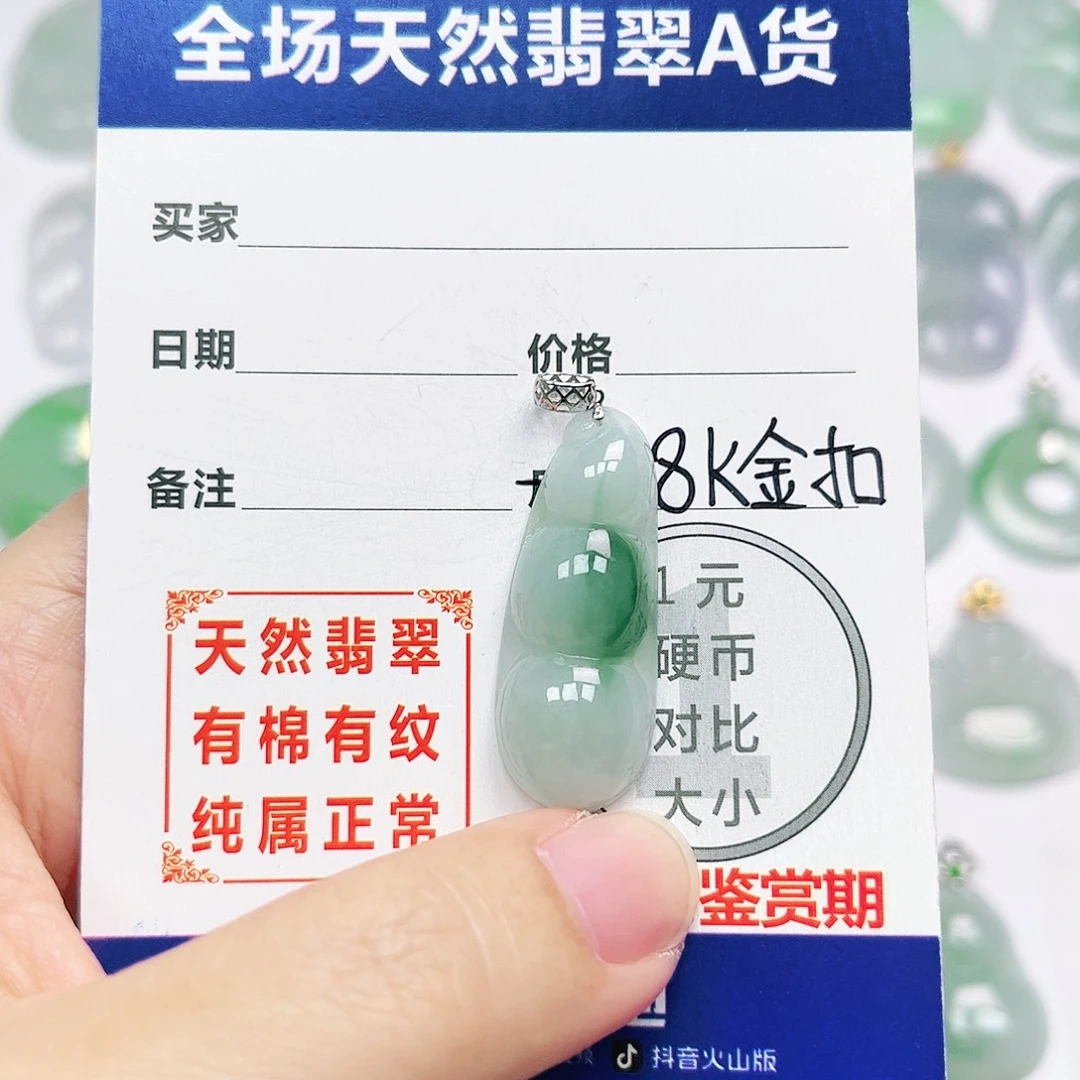 全场天然翡翠A货
买家
日期 价格
备注 8K金扣
天然翡翠
有棉有纹
纯属正常
1元
硬币
对比
大小
鉴赏期
抖音火山版